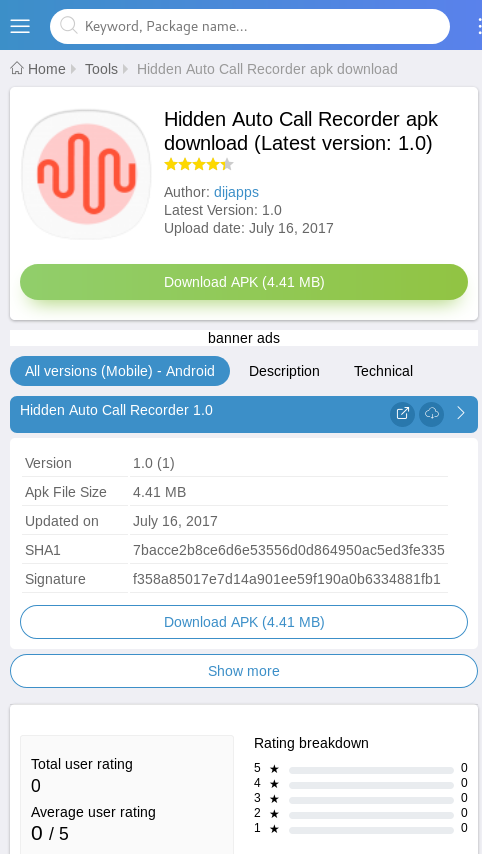 Keyword, Package name...
Home Tools Hidden Auto Call Recorder apk download
Hidden Auto Call Recorder apk
download (Latest version: 1.0)
Author: dijapps
Latest Version: 1.0
Upload date: July 16, 2017
Download APK (4.41 MB)
banner ads
All versions (Mobile) - Android Description Technical
Hidden Auto Call Recorder 1.0
Version 1.0 (1)
Apk File Size 4.41 MB
Updated on July 16, 2017
SHA1 7bacce2b8ce6d6e53556d0d864950ac5ed3fe335
Signature f358a85017e7d14a901ee59f190a0b6334881fb1
Download APK (4.41 MB)
Show more
Total user rating
0
Average user rating
0 / 5
Rating breakdown
5 ★ 0
4 ★ 0
3 ★ 0
2 ★ 0
1 ★ 0